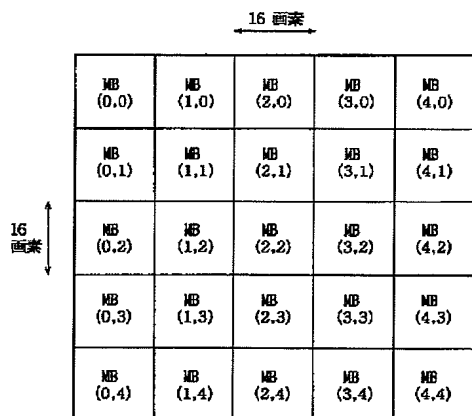 16 画素
MB MB MB MB MB
(0,0) (1,0) (2,0) (3,0) (4,0)
MB MB MB MB MB
(0,1) (1,1) (2,1) (3,1) (4,1)
16
画素
MB MB MB MB MB
(0,2) (1,2) (2,2) (3,2) (4,2)
MB MB MB MB MB
(0,3) (1,3) (2,3) (3,3) (4,3)
MB MB MB MB MB
(0,4) (1,4) (2,4) (3,4) (4,4)